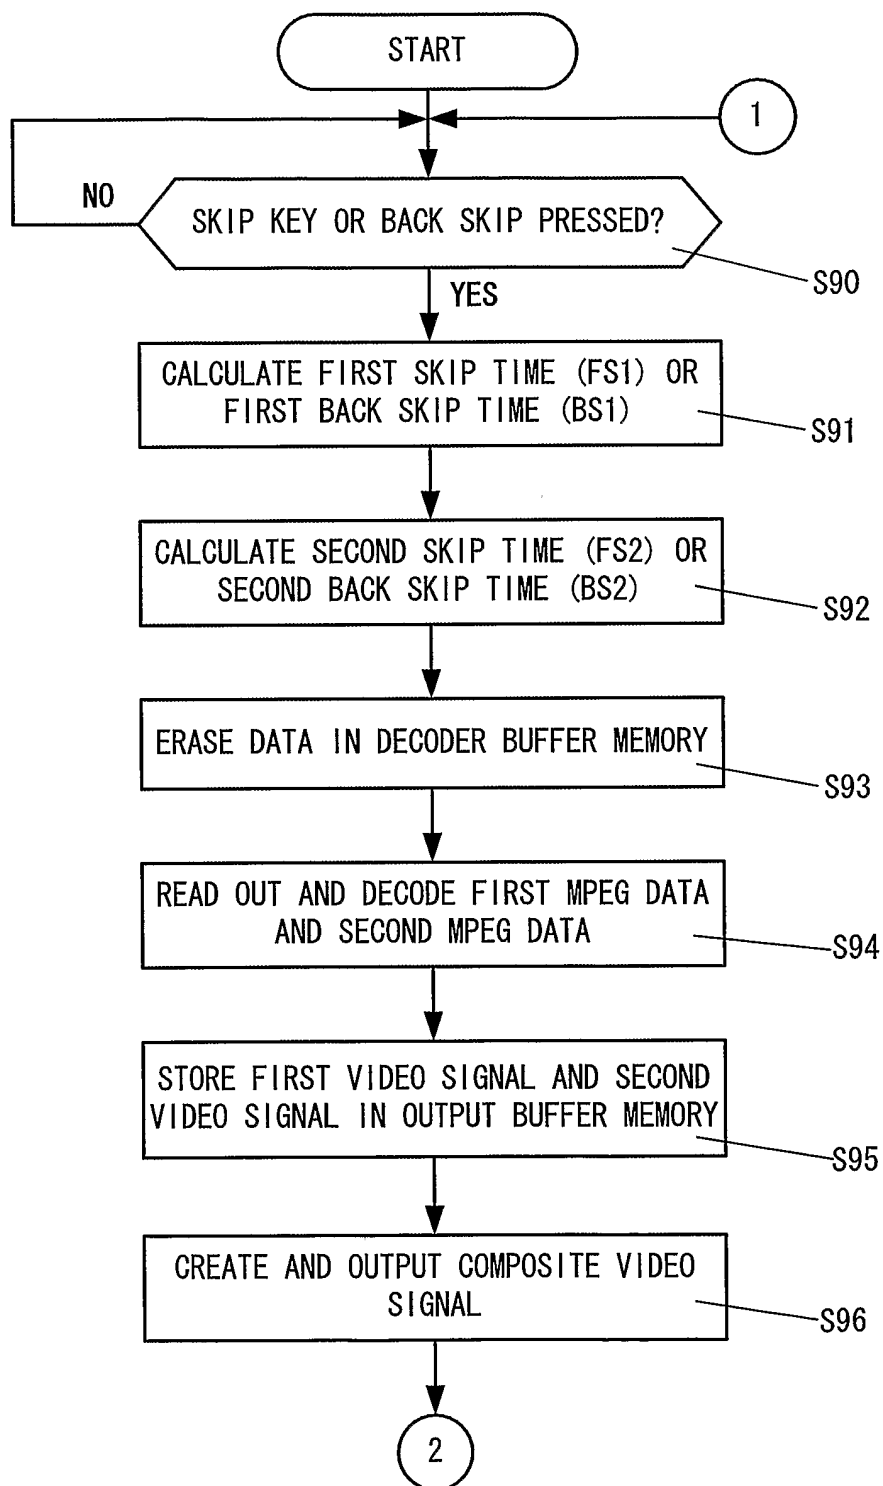 START
1
NO
SKIP KEY OR BACK SKIP PRESSED?
S90
YES
CALCULATE FIRST SKIP TIME (FS1) OR
FIRST BACK SKIP TIME (BS1)
S91
CALCULATE SECOND SKIP TIME (FS2) OR
SECOND BACK SKIP TIME (BS2)
S92
ERASE DATA IN DECODER BUFFER MEMORY
S93
READ OUT AND DECODE FIRST MPEG DATA
AND SECOND MPEG DATA
S94
STORE FIRST VIDEO SIGNAL AND SECOND
VIDEO SIGNAL IN OUTPUT BUFFER MEMORY
S95
CREATE AND OUTPUT COMPOSITE VIDEO
SIGNAL
S96
2